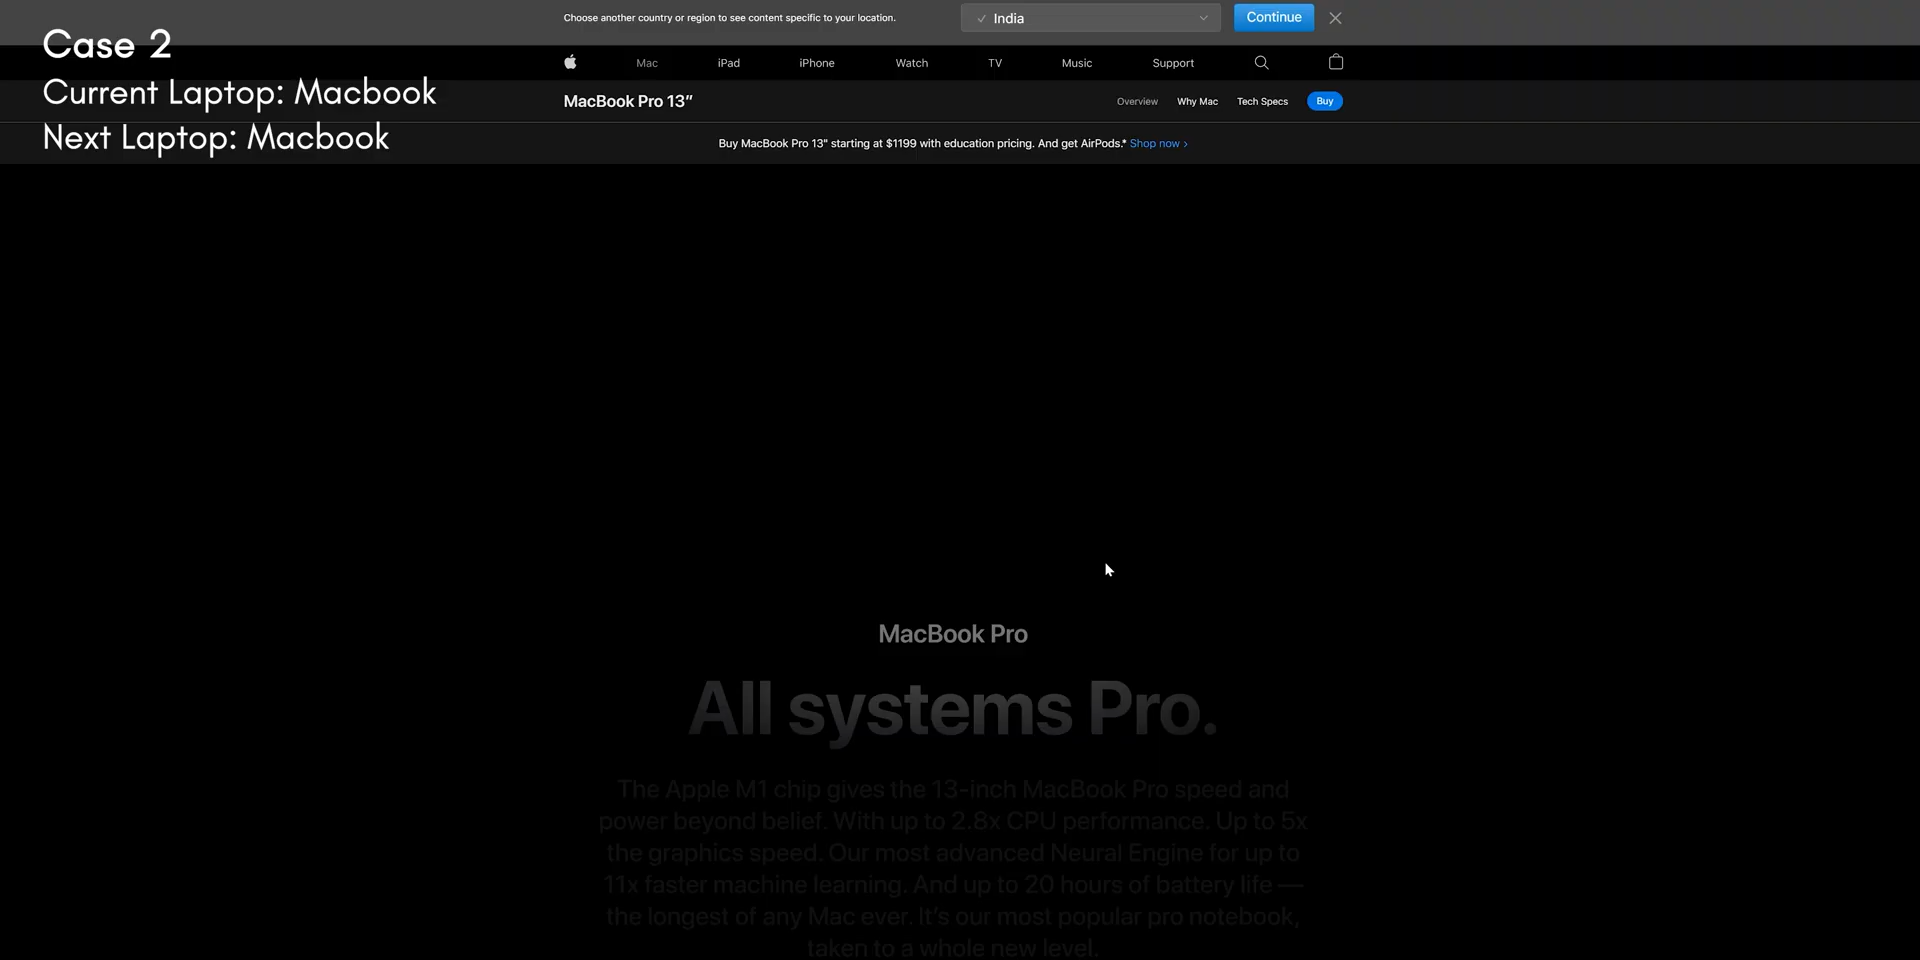 Choose another country or region to see content specific to your location.
India
Continue
Case 2
Current Laptop: Macbook
Next Laptop: Macbook
Mac
iPad
iPhone
Watch
TV
Music
Support
MacBook Pro 13”
Overview
Why Mac
Tech Specs
Buy
Buy MacBook Pro 13" starting at $1199 with education pricing. And get AirPods.* Shop now ›
MacBook Pro
All systems Pro.
The Apple M1 chip gives the 13-inch MacBook Pro speed and
power beyond belief. With up to 2.8x CPU performance. Up to 5x
the graphics speed. Our most advanced Neural Engine for up to
11x faster machine learning. And up to 20 hours of battery life —
the longest of any Mac ever. It’s our most popular pro notebook,
taken to a whole new level.